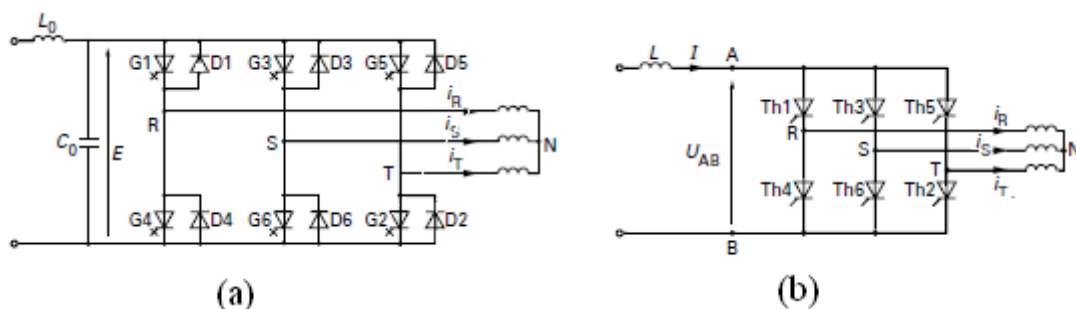 L0
G1 D1 G3 D3 G5 D5
iR
R
iS
S
N
C0 E
T
iT
G4 D4 G6 D6 G2 D2
(a)
L I A
Th1 Th3 Th5
iR
R
N
iS
S
UAB
T
iT
Th4 Th6 Th2
B
(b)